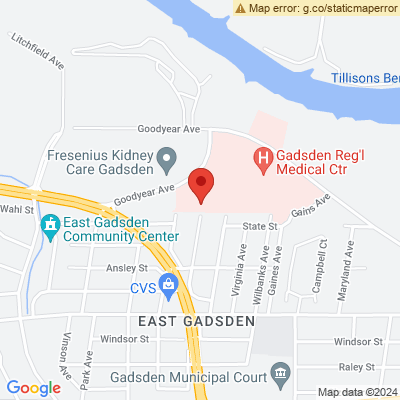 Map error: g.co/staticmaperror
Litchfield Ave
Tillisons Ben
Goodyear Ave
Fresenius Kidney
Care Gadsden
H
Gadsden Reg'l
Medical Ctr
Goodyear Ave
Wahl St
East Gadsden
Community Center
State St
Gains Ave
Ansley St
CVS
Virginia Ave
Wilbanks Ave
Gaines Ave
Campbell Ct
Maryland Ave
EAST GADSDEN
Vinson Ave
Park Ave
Windsor St
Windsor St
Gadsden Municipal Court
Raley St
Google
Map data ©2024